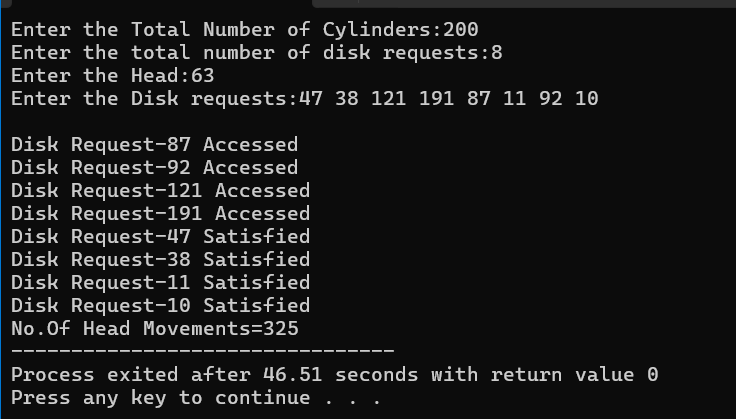 Enter the Total Number of Cylinders:200
Enter the total number of disk requests:8
Enter the Head:63
Enter the Disk requests:47 38 121 191 87 11 92 10
Disk Request-87 Accessed
Disk Request-92 Accessed
Disk Request-121 Accessed
Disk Request-191 Accessed
Disk Request-47 Satisfied
Disk Request-38 Satisfied
Disk Request-11 Satisfied
Disk Request-10 Satisfied
No.Of Head Movements=325
--------------------------------
Process exited after 46.51 seconds with return value 0
Press any key to continue . . .